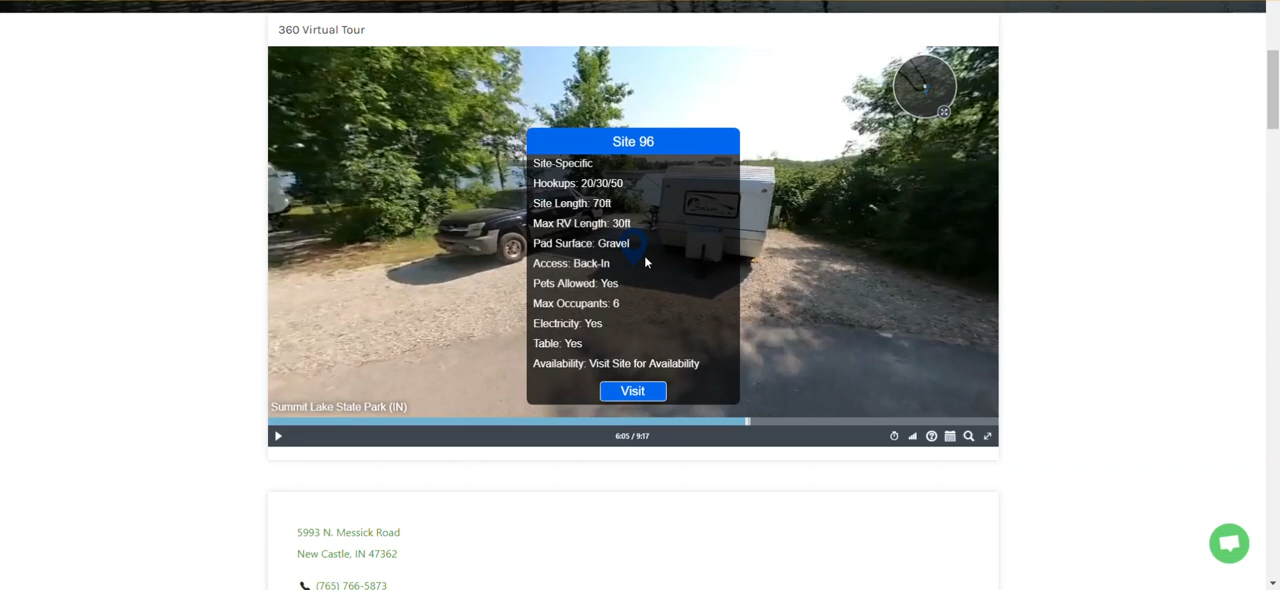 360 Virtual Tour
Site 96
Site-Specific
Hookups: 20/30/50
Site Length: 70ft
Max RV Length: 30ft
Pad Surface: Gravel
Access: Back-In
Pets Allowed: Yes
Max Occupants: 6
Electricity: Yes
Table: Yes
Availability: Visit Site for Availability
Visit
Summit Lake State Park (IN)
6:05 / 9:17
5993 N. Messick Road
New Castle, IN 47362
(765) 766-5873